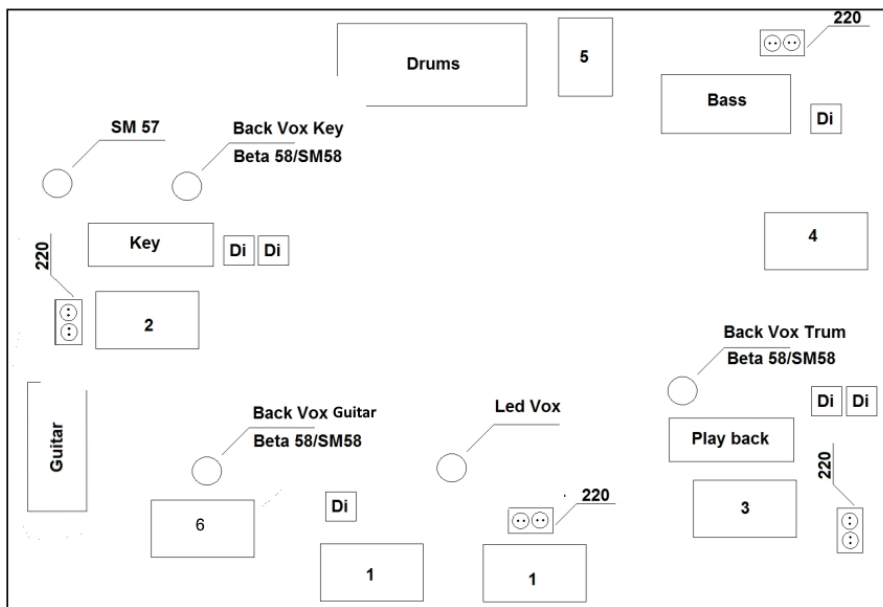 220
Drums
5
Bass
Di
SM 57
Back Vox Key
Beta 58/SM58
Key
Di Di
4
220
2
Back Vox Trum
Beta 58/SM58
Di Di
Guitar
Back Vox Guitar
Beta 58/SM58
Led Vox
Play back
220
6
Di
220
3
1
1